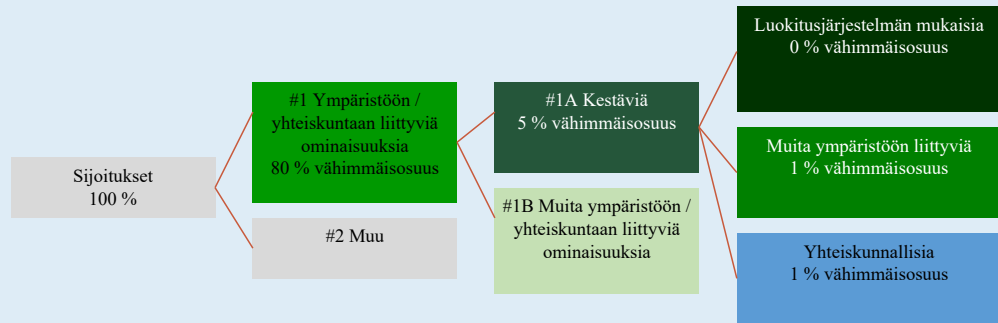 Sijoitukset
100 %
#1 Ympäristöön /
yhteiskuntaan liittyviä
ominaisuuksia
80 % vähimmäisosuus
#2 Muu
#1A Kestäviä
5 % vähimmäisosuus
#1B Muita ympäristöön /
yhteiskuntaan liittyviä
ominaisuuksia
Luokitusjärjestelmän mukaisia
0 % vähimmäisosuus
Muita ympäristöön liittyviä
1 % vähimmäisosuus
Yhteiskunnallisia
1 % vähimmäisosuus